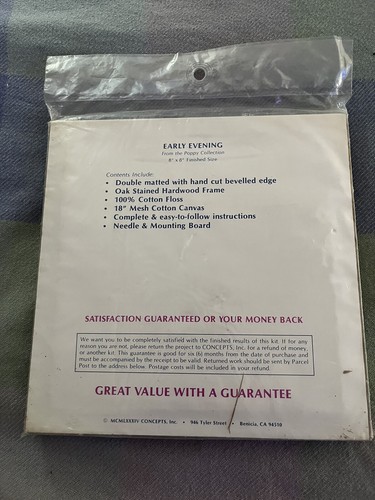 EARLY EVENING
From the Poppy Collection
8" x 8" Finished Size
Contents Include:
• Double matted with hand cut bevelled edge
• Oak Stained Hardwood Frame
• 100% Cotton Floss
• 18" Mesh Cotton Canvas
• Complete & easy-to-follow instructions
• Needle & Mounting Board
SATISFACTION GUARANTEED OR YOUR MONEY BACK
We want you to be completely satisfied with the finished results of this kit. If for any
reason you are not, please return the project to CONCEPTS, Inc. for a refund of money,
or another kit. This guarantee is good for six (6) months from the date of purchase and
must be accompanied by the receipt to be valid. Returned work should be sent by Parcel
Post to the address below. Postage costs will be included in your refund.
GREAT VALUE WITH A GUARANTEE
© MCMLXXXIV CONCEPTS, Inc. • 946 Tyler Street • Benicia, CA 94510